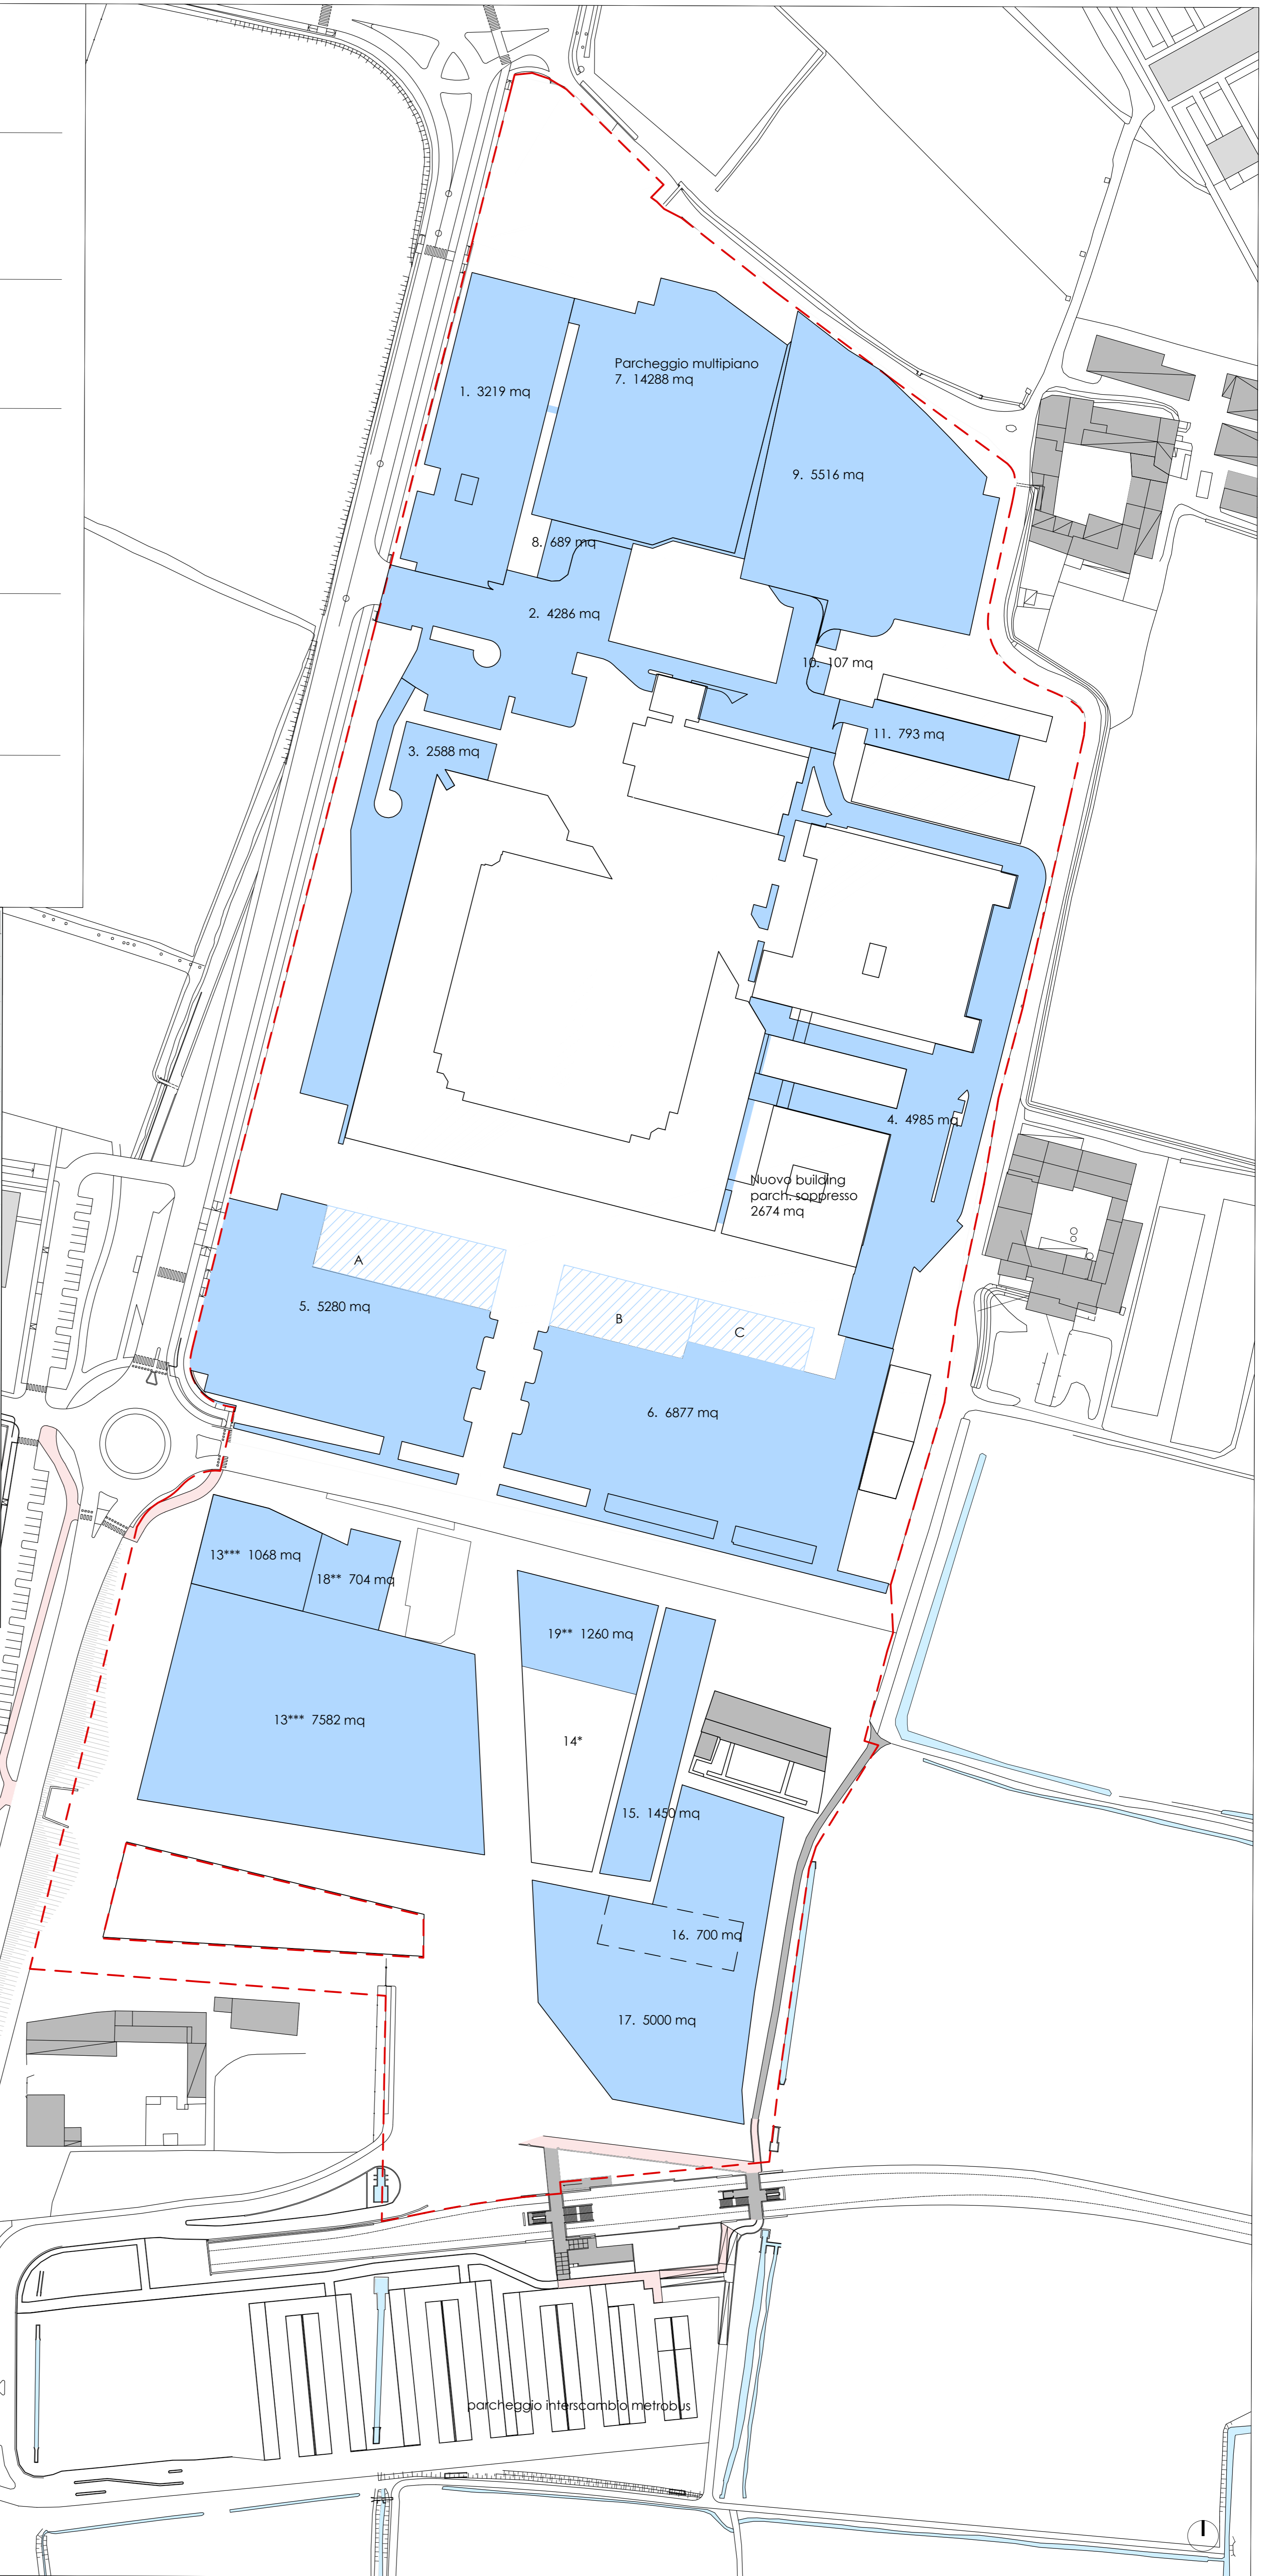 Parcheggio multipiano
7. 14288 mq
1. 3219 mq
9. 5516 mq
8. 689 mq
2. 4286 mq
10. 107 mq
11. 793 mq
3. 2588 mq
4. 4985 mq
Nuovo building
parch. soppresso
2674 mq
A
5. 5280 mq
B
C
6. 6877 mq
13*** 1068 mq
18** 704 mq
19** 1260 mq
13*** 7582 mq
14*
15. 1450 mq
16. 700 mq
17. 5000 mq
parcheggio interscambio metrobus